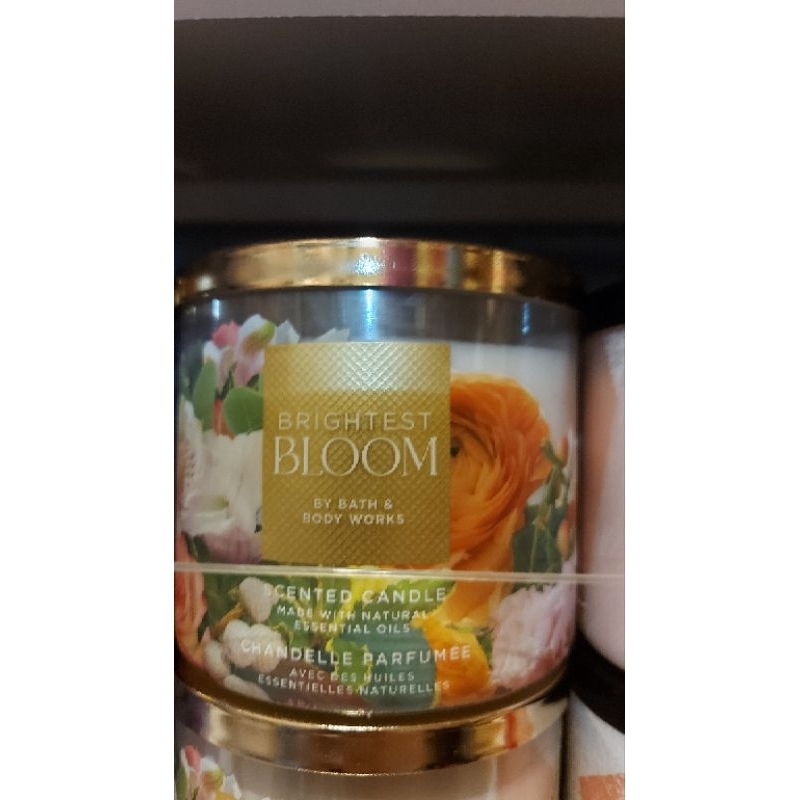 BRIGHTEST
BLOOM
BY BATH &
BODY WORKS
SCENTED CANDLE
MADE WITH NATURAL
ESSENTIAL OILS
CHANDELLE PARFUMÉE
AVEC DES HUILES
ESSENTIELLES NATURELLES